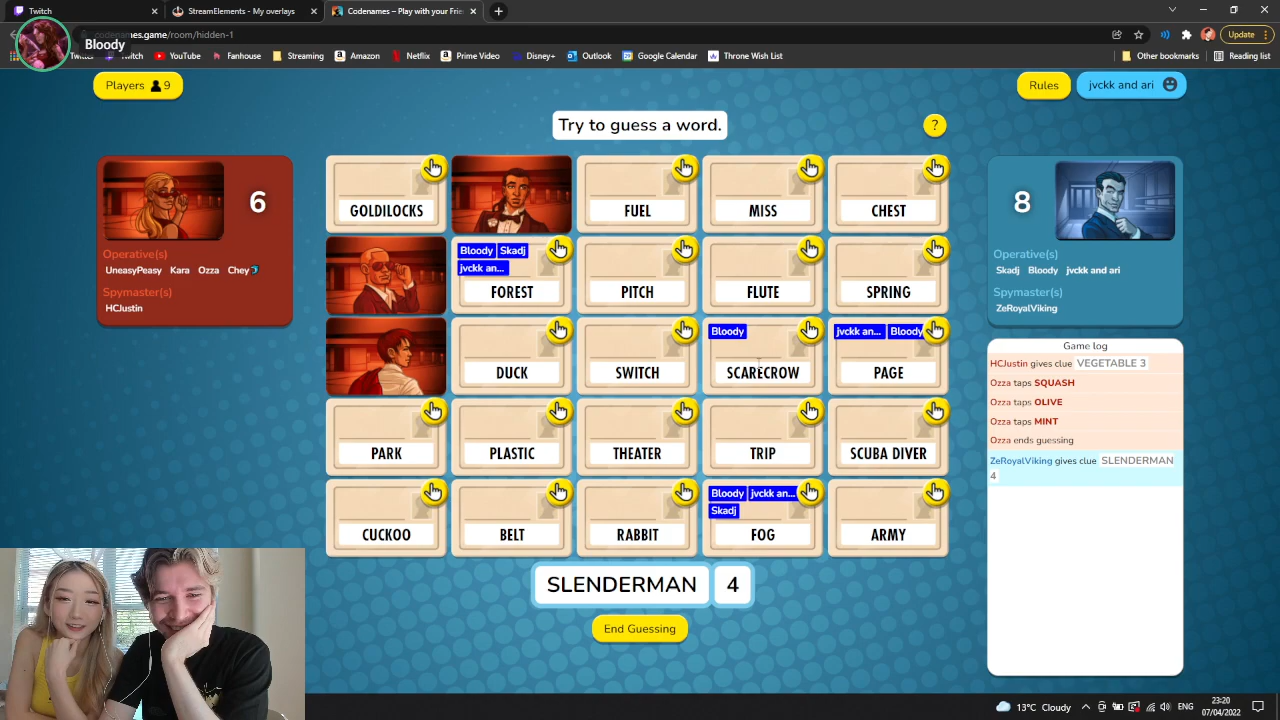 Twitch
StreamElements - My overlays
Codenames – Play with your Frie
codenames.game/room/hidden-1
Update
Bloody
Twitch
YouTube
Fanhouse
Streaming
Amazon
Netflix
Prime Video
Disney+
Outlook
Google Calendar
Throne Wish List
Other bookmarks
Reading list
Players 9
Rules
jvckk and ari
Try to guess a word.
?
6
Operative(s)
UneasyPeasy Kara Ozza Chey
Spymaster(s)
HCJustin
GOLDILOCKS
FUEL
MISS
CHEST
Bloody Skadj
jvckk an...
FOREST
PITCH
FLUTE
SPRING
DUCK
SWITCH
Bloody
SCARECROW
jvckk an... Bloody
PAGE
PARK
PLASTIC
THEATER
TRIP
SCUBA DIVER
CUCKOO
BELT
RABBIT
Bloody jvckk an...
Skadj
FOG
ARMY
SLENDERMAN 4
End Guessing
8
Operative(s)
Skadj Bloody jvckk and ari
Spymaster(s)
ZeRoyalViking
Game log
HCJustin gives clue VEGETABLE 3
Ozza taps SQUASH
Ozza taps OLIVE
Ozza taps MINT
Ozza ends guessing
ZeRoyalViking gives clue SLENDERMAN
4
13°C Cloudy
ENG
23:20
07/04/2022